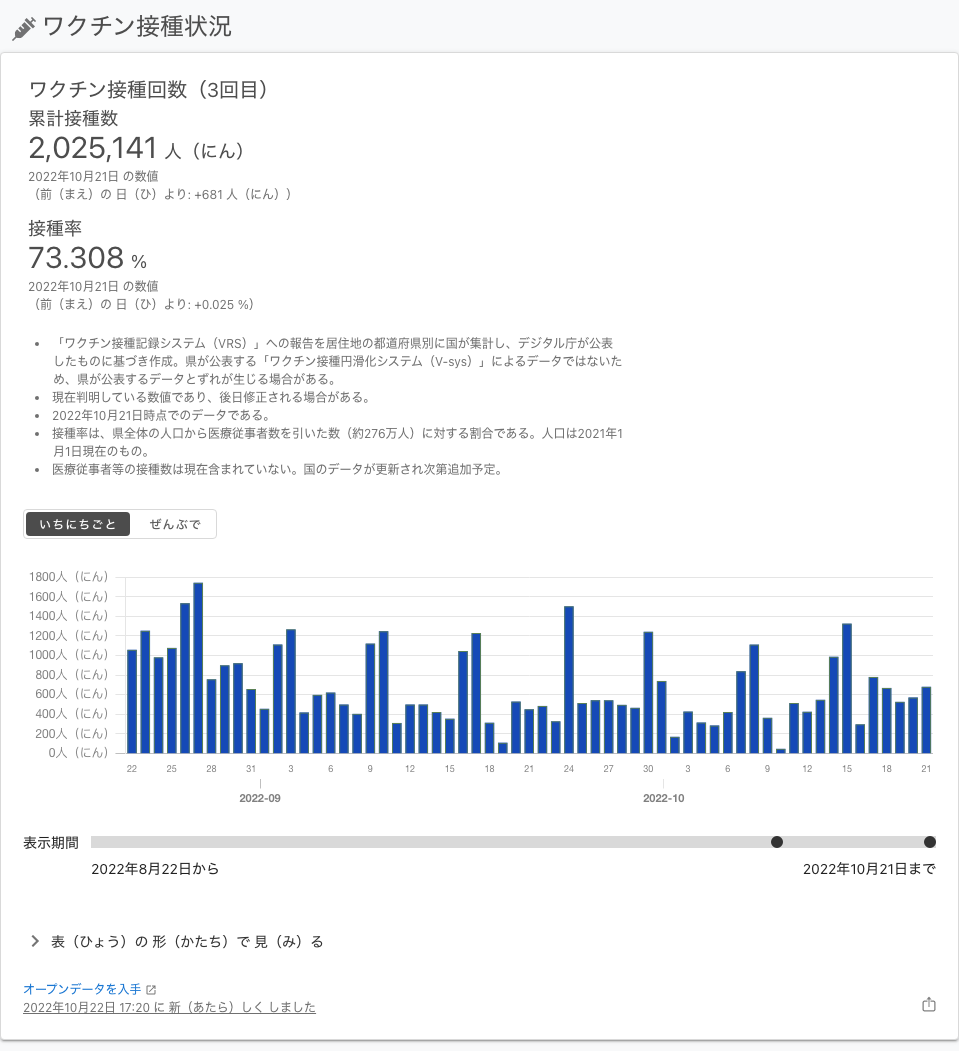 ワクチン接種状況
ワクチン接種回数（3回目）
累計接種数
2,025,141 人（にん）
2022年10月21日 の数値
（前（まえ）の 日（ひ）より: +681 人（にん））
接種率
73.308 %
2022年10月21日 の数値
（前（まえ）の 日（ひ）より: +0.025 %）
• 「ワクチン接種記録システム（VRS）」への報告を居住地の都道府県別に国が集計し、デジタル庁が公表
したものに基づき作成。県が公表する「ワクチン接種円滑化システム（V-sys）」によるデータではないた
め、県が公表するデータとずれが生じる場合がある。
• 現在判明している数値であり、後日修正される場合がある。
• 2022年10月21日時点でのデータである。
• 接種率は、県全体の人口から医療従事者数を引いた数（約276万人）に対する割合である。人口は2021年1
月1日現在のもの。
• 医療従事者等の接種数は現在含まれていない。国のデータが更新され次第追加予定。
いちにちごと ぜんぶで
1800人（にん）
1600人（にん）
1400人（にん）
1200人（にん）
1000人（にん）
800人（にん）
600人（にん）
400人（にん）
200人（にん）
0人（にん）
22 25 28 31 3 6 9 12 15 18 21 24 27 30 3 6 9 12 15 18 21
2022-09 2022-10
表示期間
2022年8月22日から 2022年10月21日まで
表（ひょう）の 形（かたち）で 見（み）る
オープンデータを入手
2022年10月22日 17:20 に 新（あたら）しく しました